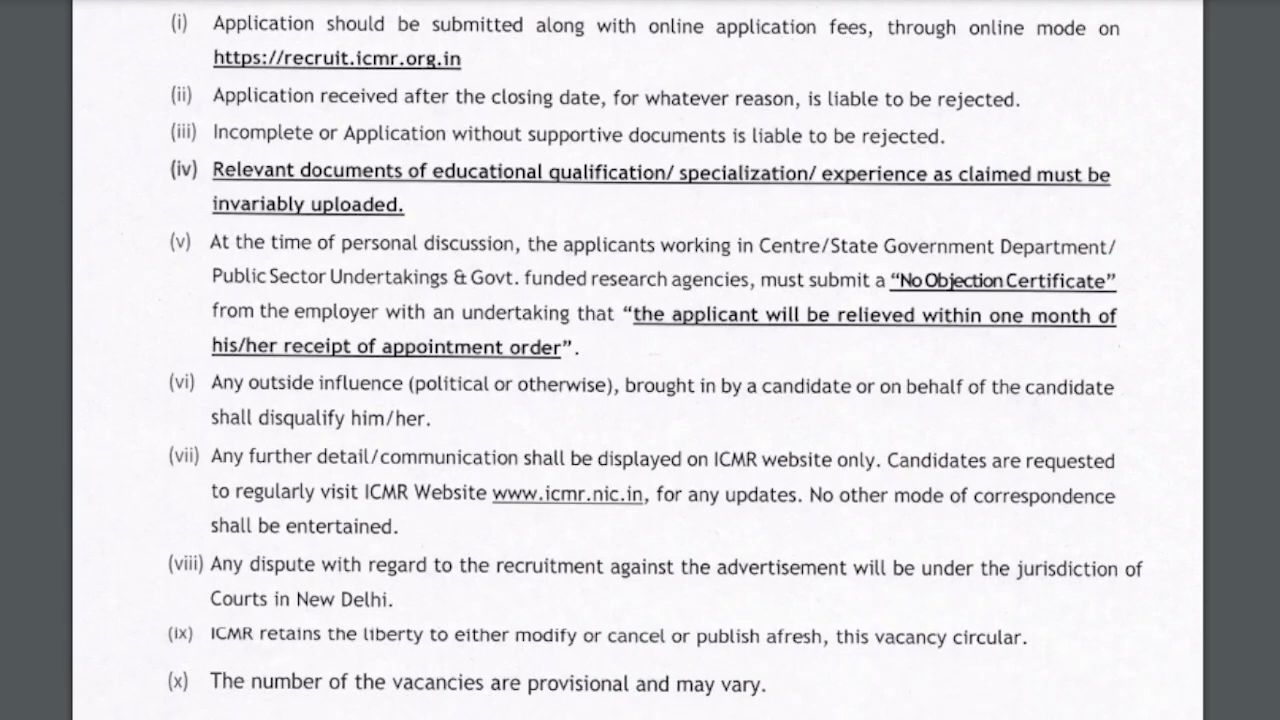 (i) Application should be submitted along with online application fees, through online mode on
https://recruit.icmr.org.in
(ii) Application received after the closing date, for whatever reason, is liable to be rejected.
(iii) Incomplete or Application without supportive documents is liable to be rejected.
(iv) Relevant documents of educational qualification/ specialization/ experience as claimed must be
invariably uploaded.
(v) At the time of personal discussion, the applicants working in Centre/State Government Department/
Public Sector Undertakings & Govt. funded research agencies, must submit a “No Objection Certificate”
from the employer with an undertaking that “the applicant will be relieved within one month of
his/her receipt of appointment order”.
(vi) Any outside influence (political or otherwise), brought in by a candidate or on behalf of the candidate
shall disqualify him/her.
(vii) Any further detail/communication shall be displayed on ICMR website only. Candidates are requested
to regularly visit ICMR Website www.icmr.nic.in, for any updates. No other mode of correspondence
shall be entertained.
(viii) Any dispute with regard to the recruitment against the advertisement will be under the jurisdiction of
Courts in New Delhi.
(ix) ICMR retains the liberty to either modify or cancel or publish afresh, this vacancy circular.
(x) The number of the vacancies are provisional and may vary.